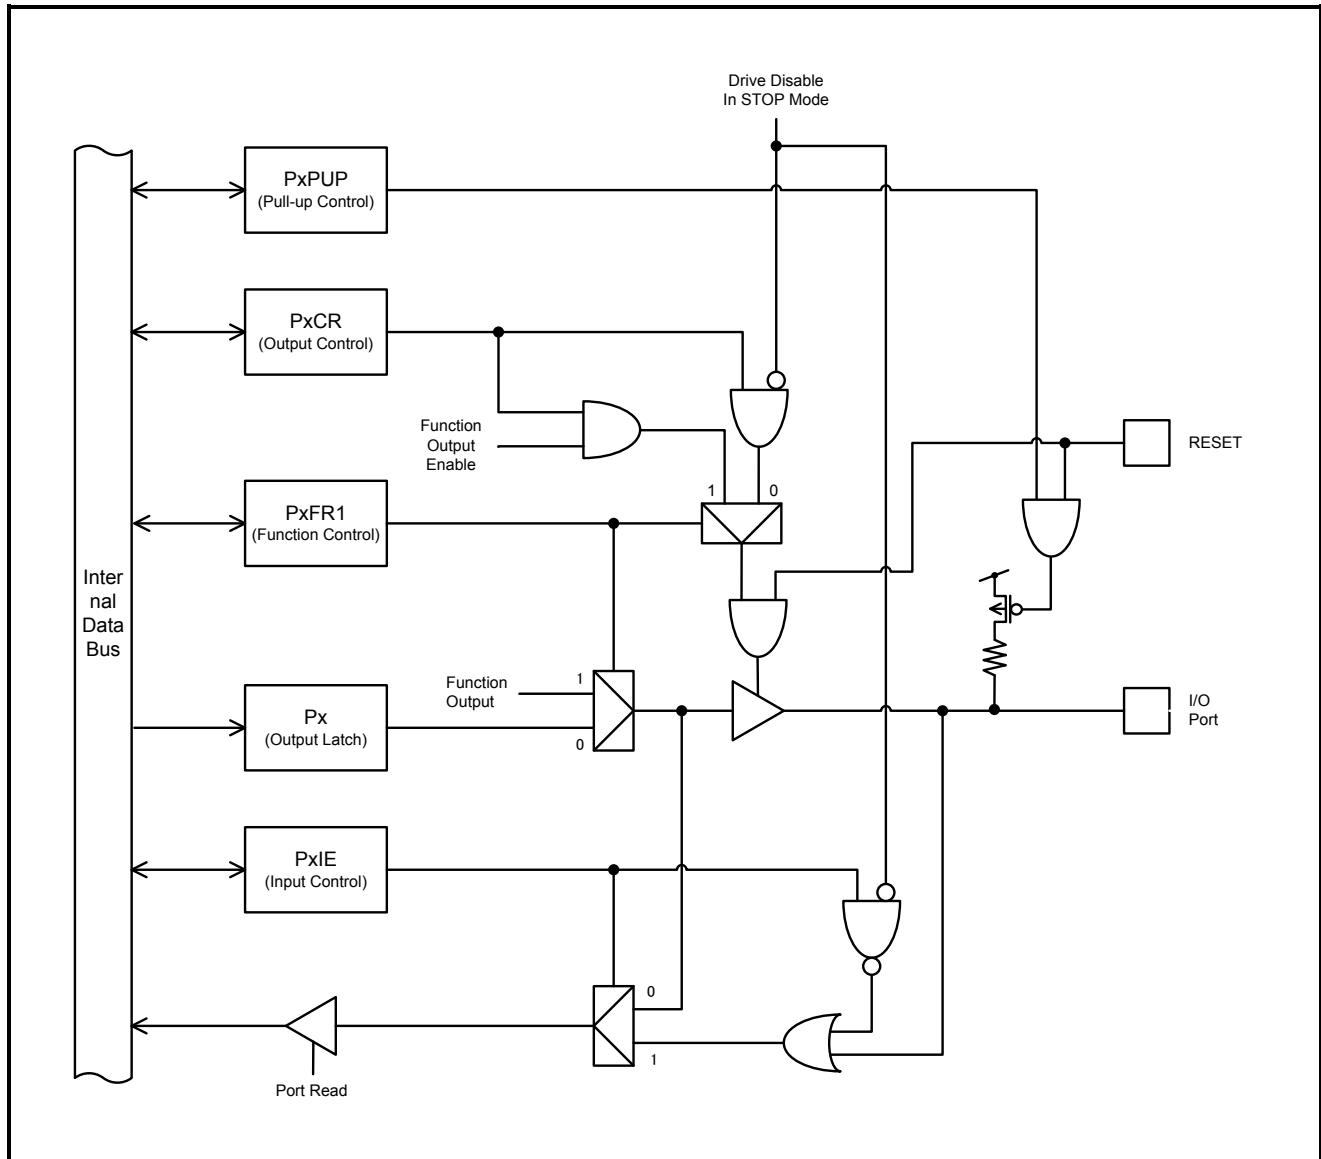 Drive Disable
In STOP Mode
PxPUP
(Pull-up Control)
PxCR
(Output Control)
Function
Output
Enable
RESET
1
0
PxFR1
(Function Control)
Inter
nal
Data
Bus
Function
Output
1
0
Px
(Output Latch)
I/O
Port
PxIE
(Input Control)
0
1
Port Read